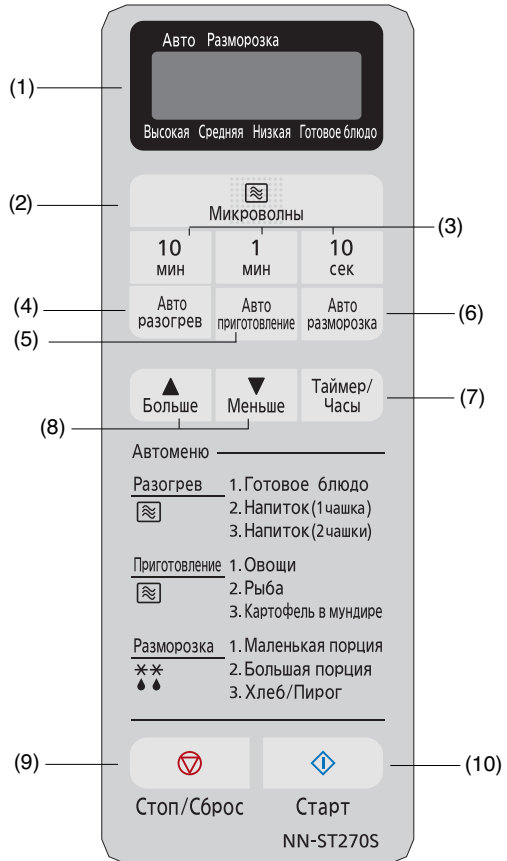 Авто Разморозка
(1)
Высокая Средняя Низкая Готовое блюдо
(2)
Микроволны
(3)
10 мин
1 мин
10 сек
(4)
Авто разогрев
Авто приготовление
Авто разморозка
(5)
(6)
Больше
Меньше
Таймер/Часы
(7)
(8)
Автоменю
Разогрев
1. Готовое блюдо
2. Напиток (1 чашка)
3. Напиток (2 чашки)
Приготовление
1. Овощи
2. Рыба
3. Картофель в мундире
Разморозка
1. Маленькая порция
2. Большая порция
3. Хлеб/Пирог
(9)
(10)
Стоп/Сброс
Старт
NN-ST270S